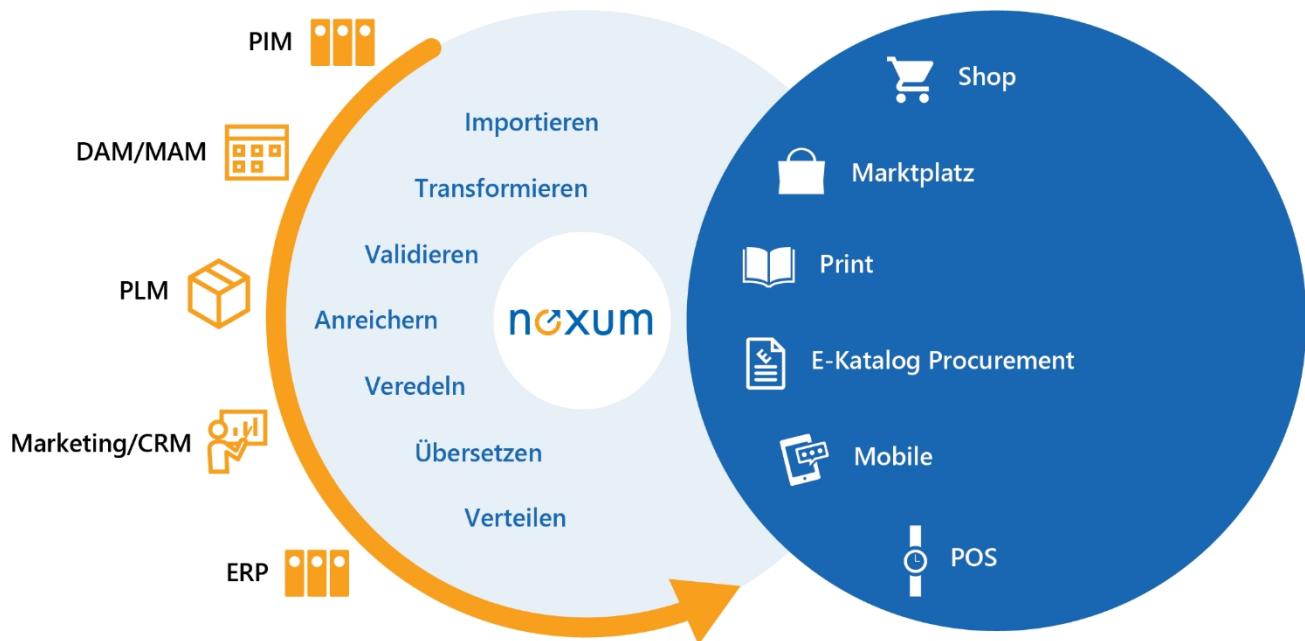 PIM
DAM/MAM
PLM
Marketing/CRM
ERP
Importieren
Transformieren
Validieren
Anreichern
Veredeln
Übersetzen
Verteilen
noxum
Shop
Marktplatz
Print
E
E-Katalog Procurement
Mobile
POS